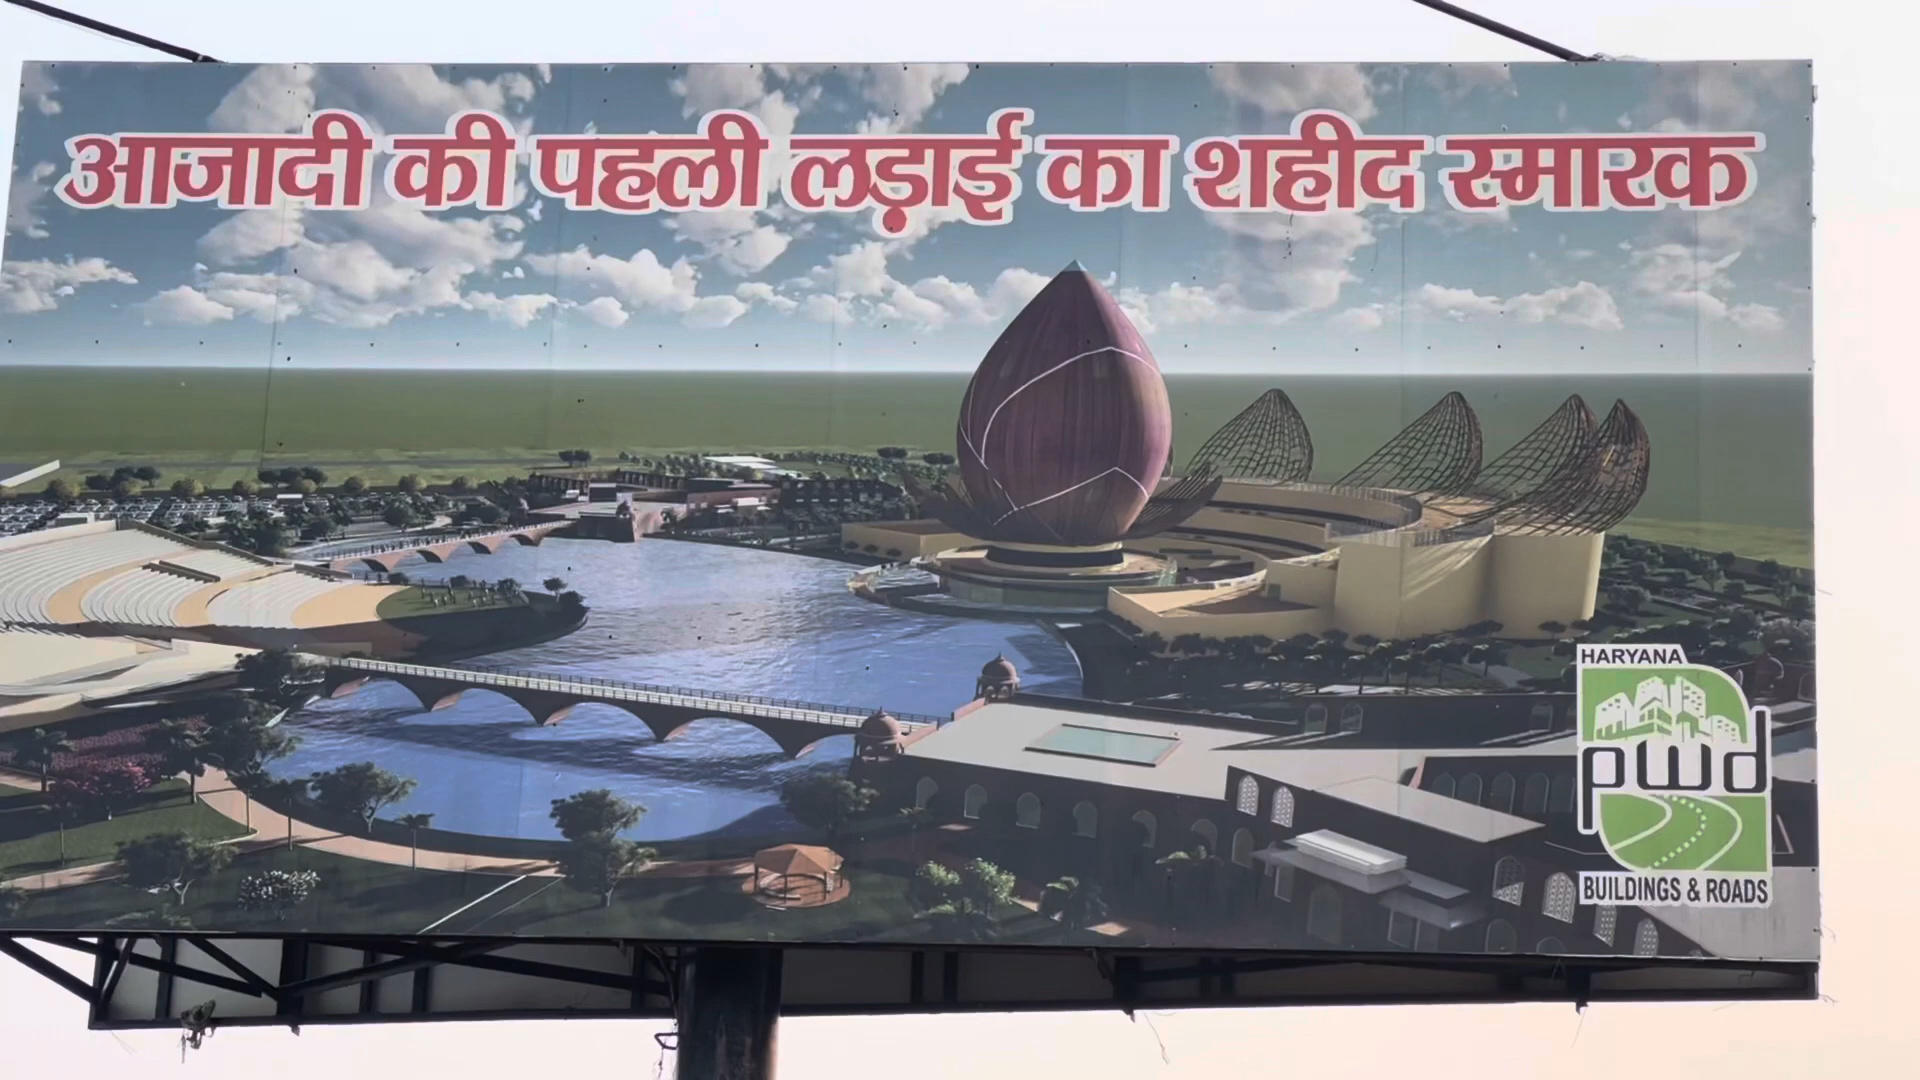 आजादी की पहली लड़ाई का शहीद स्मारक
HARYANA
pwd
BUILDINGS & ROADS